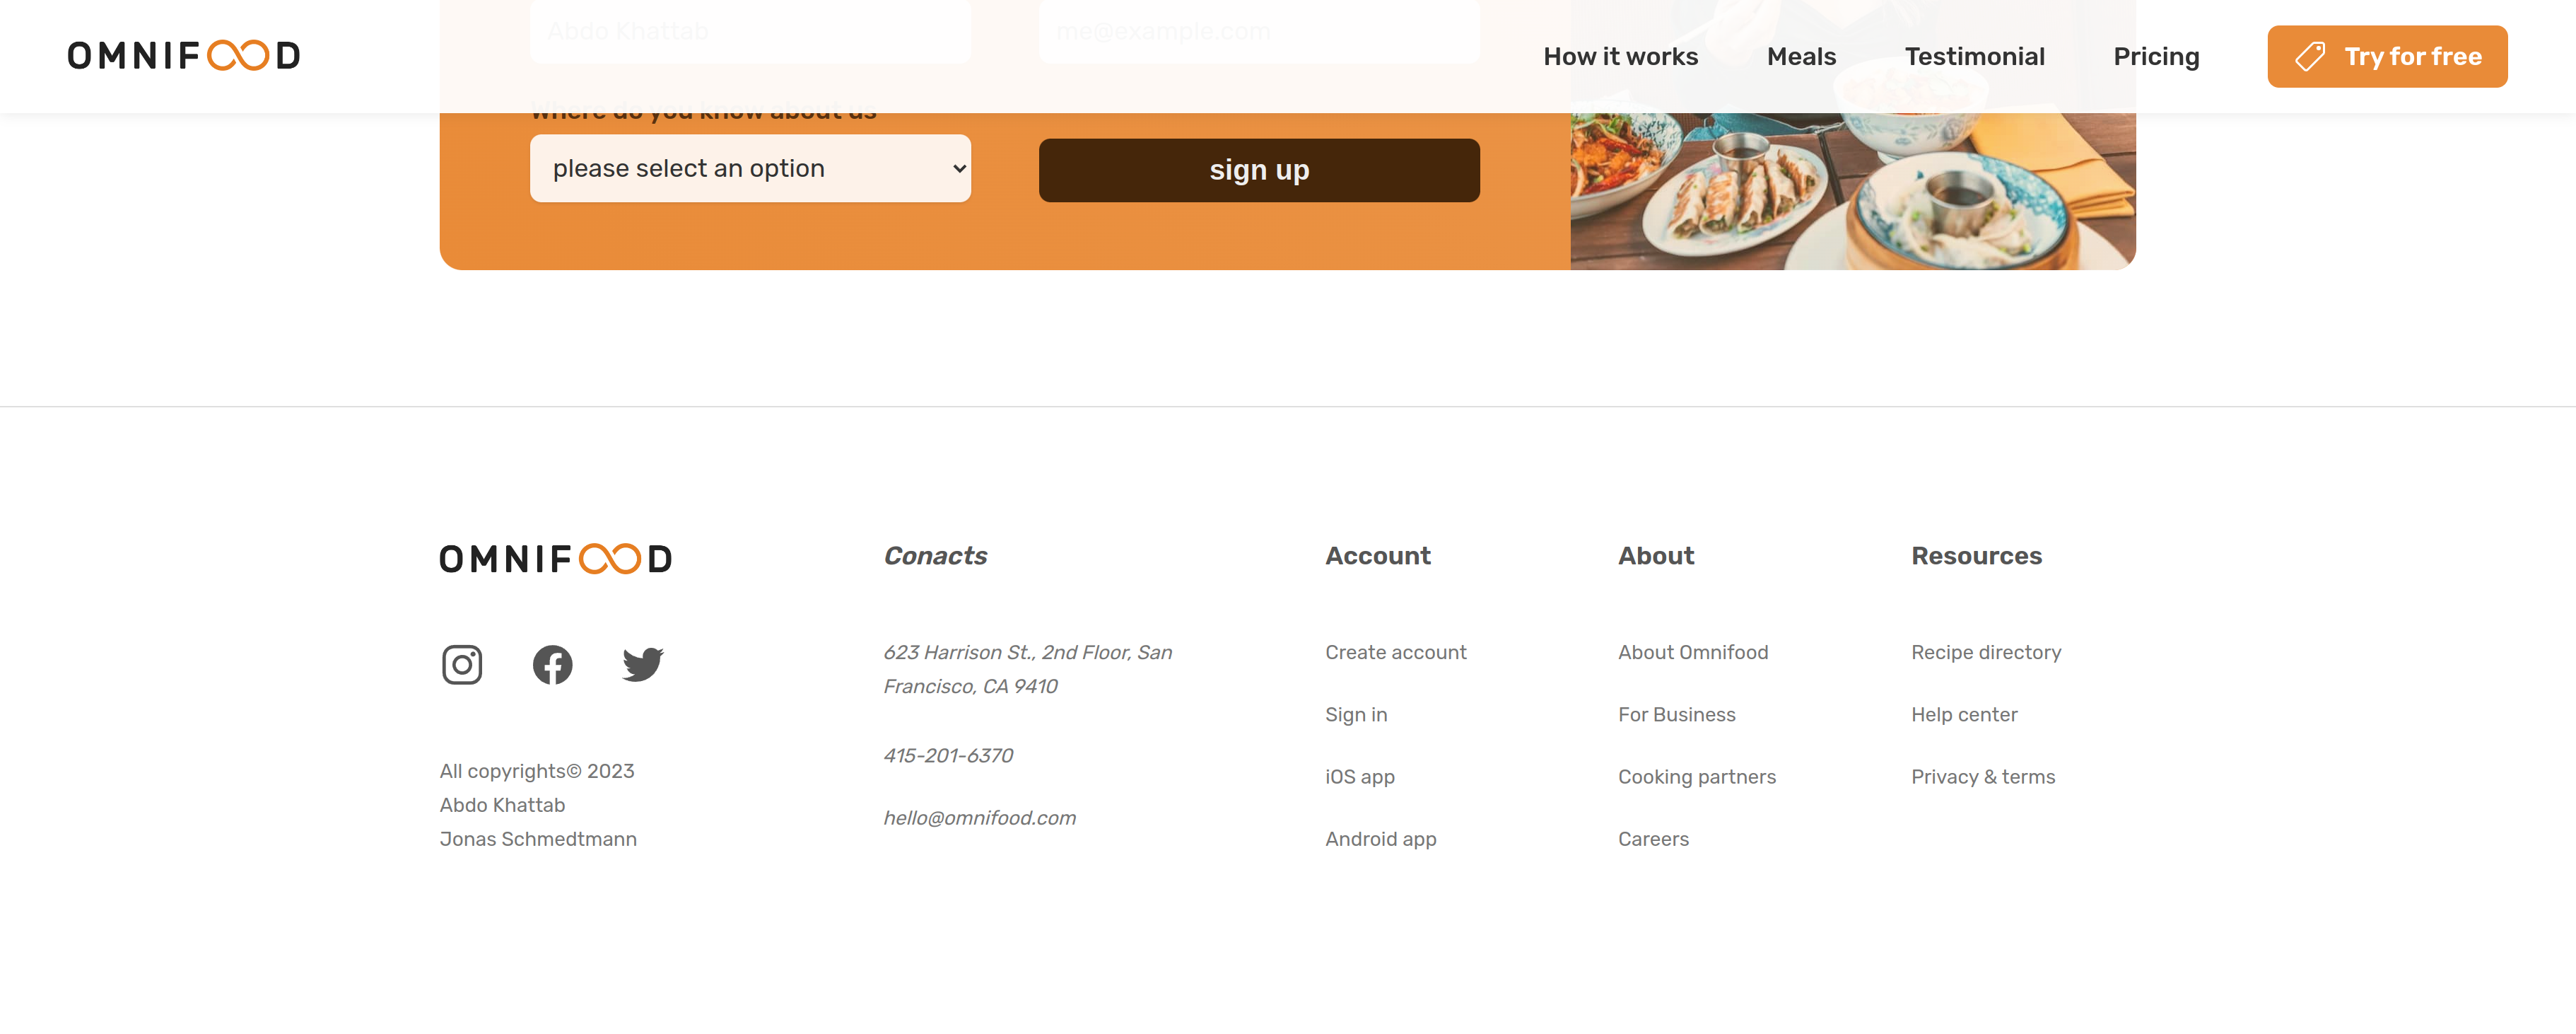 OMNIFOOD
How it works
Meals
Testimonial
Pricing
Try for free
Abdo Khattab
me@example.com
Where do you know about us
please select an option
sign up
OMNIFOOD
All copyrights© 2023
Abdo Khattab
Jonas Schmedtmann
Conacts
623 Harrison St., 2nd Floor, San
Francisco, CA 9410
415-201-6370
hello@omnifood.com
Account
Create account
Sign in
iOS app
Android app
About
About Omnifood
For Business
Cooking partners
Careers
Resources
Recipe directory
Help center
Privacy & terms